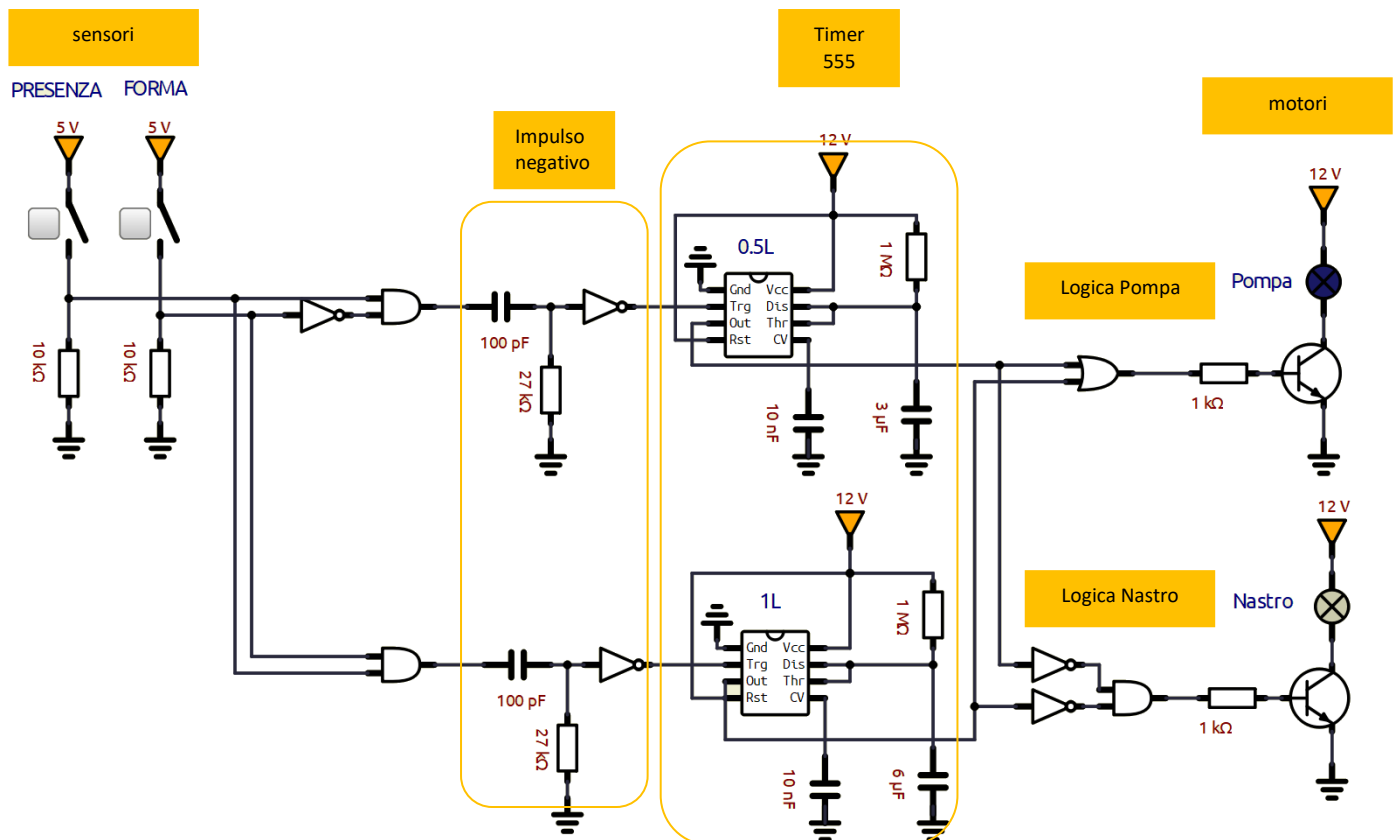 sensori
PRESENZA FORMA
5 V
5 V
10 kΩ
10 kΩ
Impulso
negativo
100 pF
27 kΩ
100 pF
27 kΩ
Timer
555
12 V
0.5L
1 MΩ
Gnd Vcc
Trg Dis
Out Thr
Rst CV
10 nF
3 µF
12 V
1L
1 MΩ
Gnd Vcc
Trg Dis
Out Thr
Rst CV
10 nF
6 µF
motori
12 V
Logica Pompa
Pompa
1 kΩ
12 V
Logica Nastro
Nastro
1 kΩ